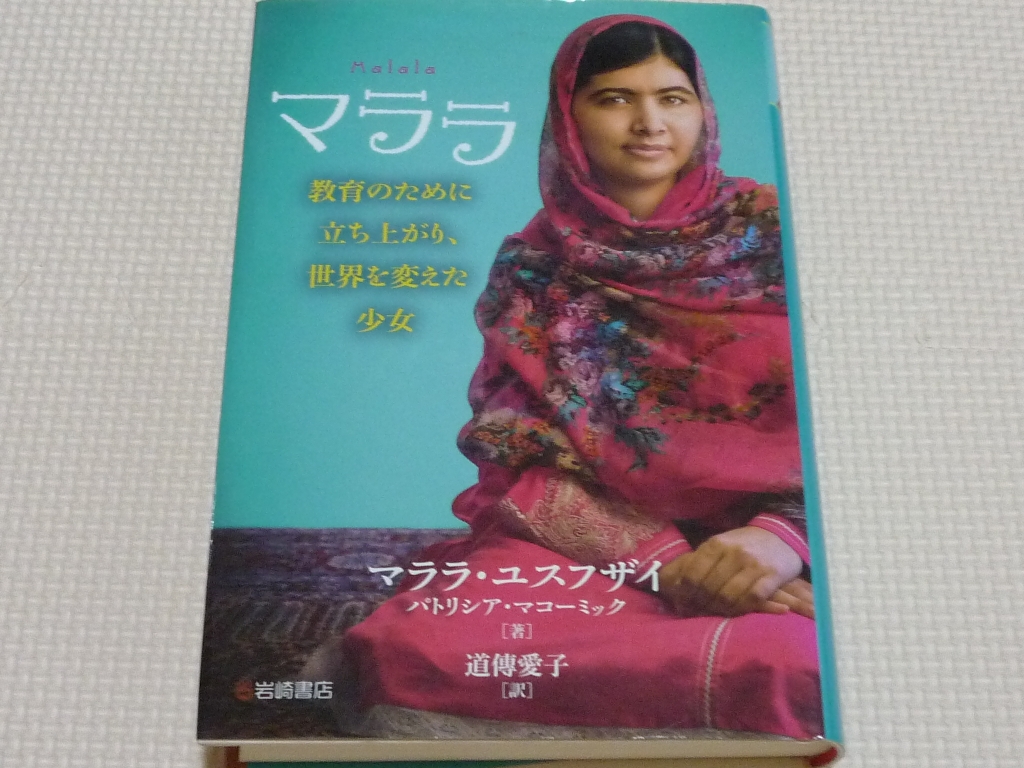 Malala
マララ
教育のために
立ち上がり、
世界を変えた
少女
マララ・ユスフザイ
パトリシア・マコーミック
［著］
道傳愛子
［訳］
岩崎書店